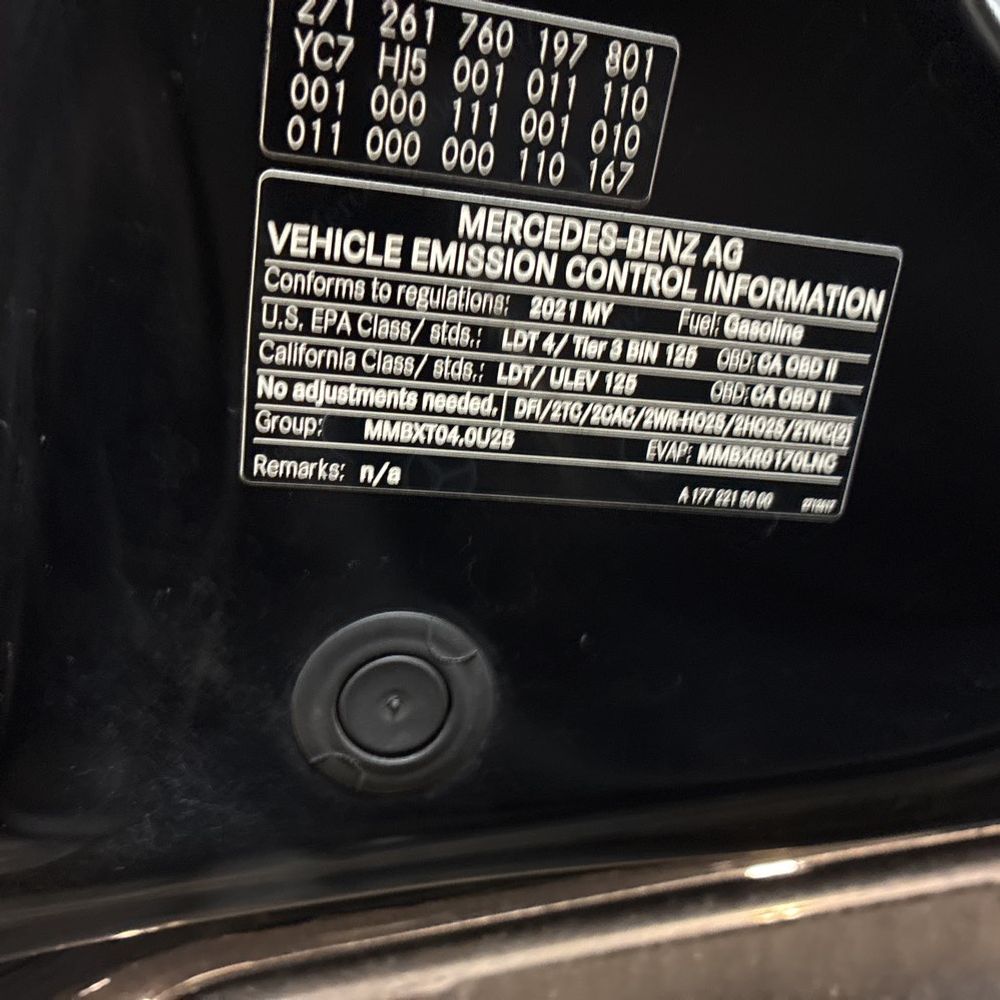 271 261 760 197 801
YC7 HJ5 001 011 110
001 000 111 001 010
011 000 000 110 167
MERCEDES-BENZ AG
VEHICLE EMISSION CONTROL INFORMATION
Conforms to regulations: 2021 MY Fuel: Gasoline
U.S. EPA Class/ stds.: LDT 4/ Tier 3 BIN 125 OBD: CA OBD II
California Class/ stds.: LDT/ ULEV 125 OBD: CA OBD II
No adjustments needed. DFI/2TC/2CAC/2WR-HO2S/2HO2S/2TWC(2)
Group: MMBXT04.0U2B EVAP: MMBXR0170LNG
Remarks: n/a
A 177 221 50 00